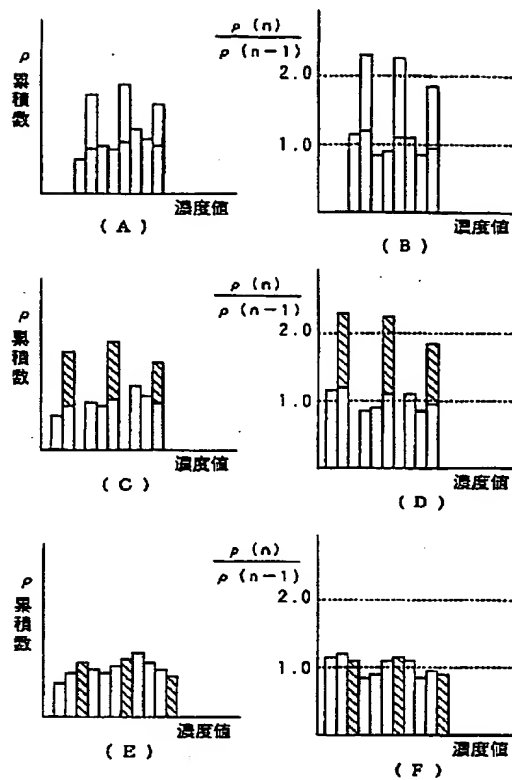 ρ
累積数
濃度値
( A )
ρ (n)
ρ (n−1)
2.0
1.0
濃度値
( B )
ρ
累積数
濃度値
( C )
ρ (n)
ρ (n−1)
2.0
1.0
濃度値
( D )
ρ
累積数
濃度値
( E )
ρ (n)
ρ (n−1)
2.0
1.0
濃度値
( F )